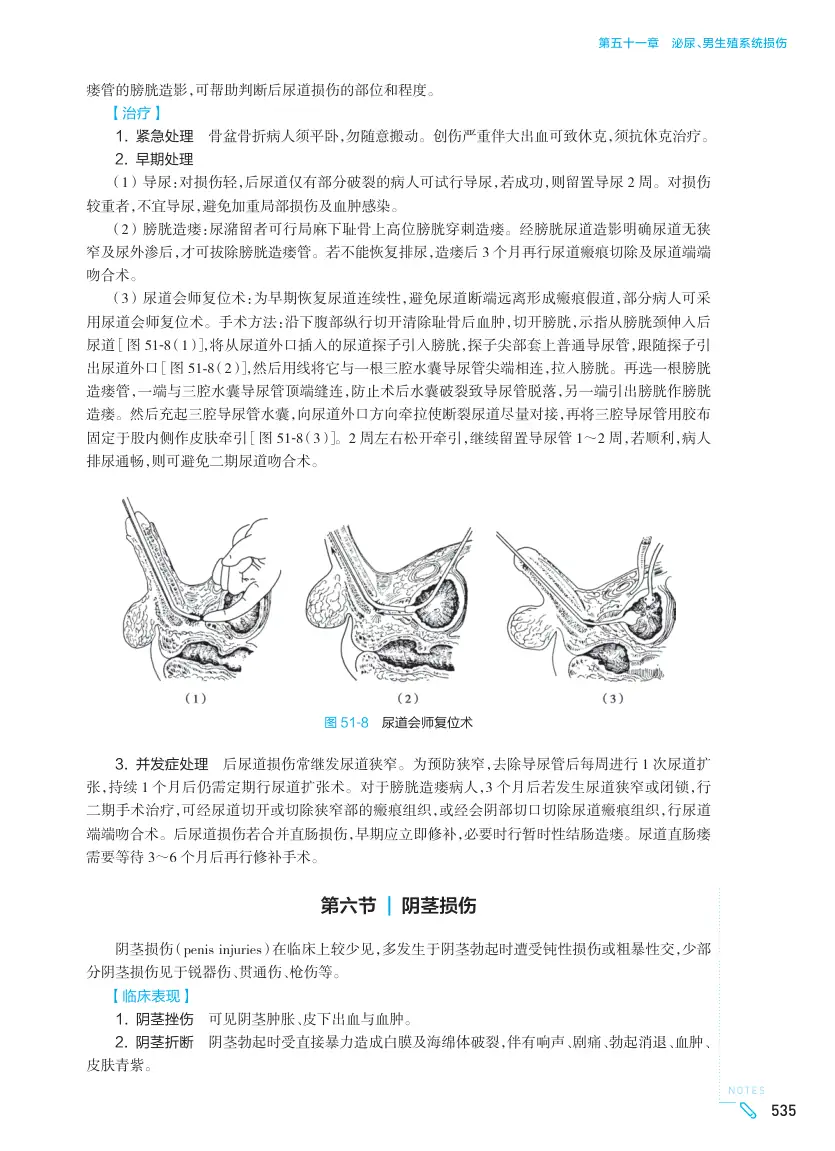 第五十一章　泌尿、男生殖系统损伤
瘘管的膀胱造影,可帮助判断后尿道损伤的部位和程度。
【治疗】
1. 紧急处理　骨盆骨折病人须平卧,勿随意搬动。创伤严重伴大出血可致休克,须抗休克治疗。
2. 早期处理
（1）导尿:对损伤轻,后尿道仅有部分破裂的病人可试行导尿,若成功,则留置导尿 2 周。对损伤
较重者,不宜导尿,避免加重局部损伤及血肿感染。
（2）膀胱造瘘:尿潴留者可行局麻下耻骨上高位膀胱穿刺造瘘。经膀胱尿道造影明确尿道无狭
窄及尿外渗后,才可拔除膀胱造瘘管。若不能恢复排尿,造瘘后 3 个月再行尿道瘢痕切除及尿道端端
吻合术。
（3）尿道会师复位术:为早期恢复尿道连续性,避免尿道断端远离形成瘢痕假道,部分病人可采
用尿道会师复位术。手术方法:沿下腹部纵行切开清除耻骨后血肿,切开膀胱,示指从膀胱颈伸入后
尿道[图 51-8（1）],将从尿道外口插入的尿道探子引入膀胱,探子尖部套上普通导尿管,跟随探子引
出尿道外口[图 51-8（2）],然后用线将它与一根三腔水囊导尿管尖端相连,拉入膀胱。再选一根膀胱
造瘘管,一端与三腔水囊导尿管顶端缝连,防止术后水囊破裂致导尿管脱落,另一端引出膀胱作膀胱
造瘘。然后充起三腔导尿管水囊,向尿道外口方向牵拉使断裂尿道尽量对接,再将三腔导尿管用胶布
固定于股内侧作皮肤牵引[图 51-8（3）]。2 周左右松开牵引,继续留置导尿管 1～2 周,若顺利,病人
排尿通畅,则可避免二期尿道吻合术。
（1）
（2）
（3）
图 51-8　尿道会师复位术
3. 并发症处理　后尿道损伤常继发尿道狭窄。为预防狭窄,去除导尿管后每周进行 1 次尿道扩
张,持续 1 个月后仍需定期行尿道扩张术。对于膀胱造瘘病人,3 个月后若发生尿道狭窄或闭锁,行
二期手术治疗,可经尿道切开或切除狭窄部的瘢痕组织,或经会阴部切口切除尿道瘢痕组织,行尿道
端端吻合术。后尿道损伤若合并直肠损伤,早期应立即修补,必要时行暂时性结肠造瘘。尿道直肠瘘
需要等待 3～6 个月后再行修补手术。
第六节｜阴茎损伤
阴茎损伤（penis injuries）在临床上较少见,多发生于阴茎勃起时遭受钝性损伤或粗暴性交,少部
分阴茎损伤见于锐器伤、贯通伤、枪伤等。
【临床表现】
1. 阴茎挫伤　可见阴茎肿胀、皮下出血与血肿。
2. 阴茎折断　阴茎勃起时受直接暴力造成白膜及海绵体破裂,伴有响声、剧痛、勃起消退、血肿、
皮肤青紫。
NOTES
535